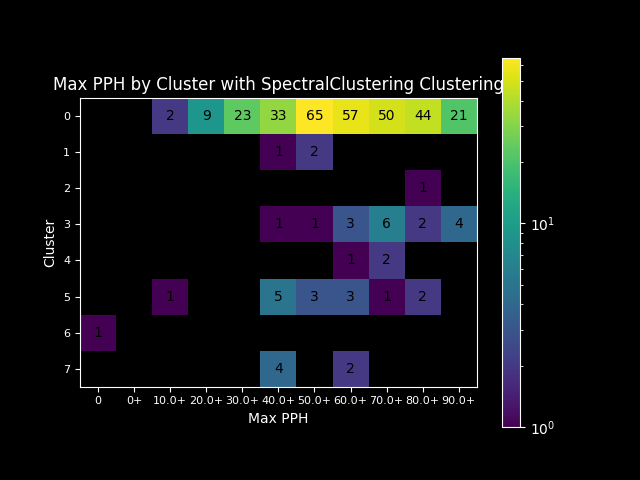 Max PPH by Cluster with SpectralClustering Clustering
0 2 9 23 33 65 57 50 44 21
1 1 2
2 1
3 1 1 3 6 2 4
4 1 2
5 1 5 3 3 1 2
6 1
7 4 2
0 0+ 10.0+ 20.0+ 30.0+ 40.0+ 50.0+ 60.0+ 70.0+ 80.0+ 90.0+
Max PPH
Cluster
10¹
10⁰